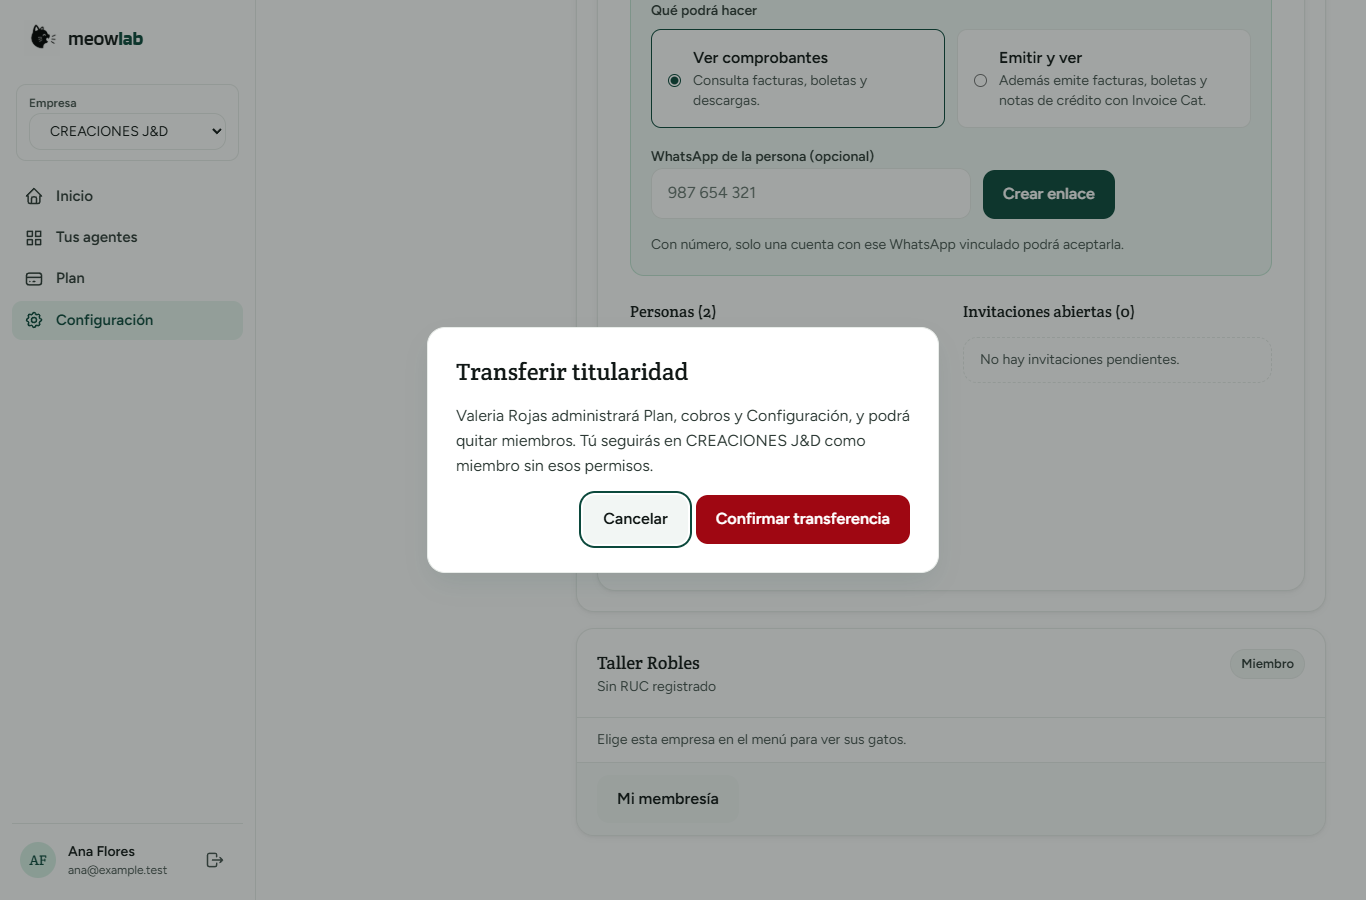 meowlab
Empresa
CREACIONES J&D
Inicio
Tus agentes
Plan
Configuración
AF
Ana Flores
ana@example.test
Qué podrá hacer
Ver comprobantes
Consulta facturas, boletas y
descargas.
Emitir y ver
Además emite facturas, boletas y
notas de crédito con Invoice Cat.
WhatsApp de la persona (opcional)
987 654 321
Crear enlace
Con número, solo una cuenta con ese WhatsApp vinculado podrá aceptarla.
Personas (2)
Invitaciones abiertas (0)
No hay invitaciones pendientes.
Transferir titularidad
Valeria Rojas administrará Plan, cobros y Configuración, y podrá
quitar miembros. Tú seguirás en CREACIONES J&D como
miembro sin esos permisos.
Cancelar
Confirmar transferencia
Taller Robles
Miembro
Sin RUC registrado
Elige esta empresa en el menú para ver sus gatos.
Mi membresía